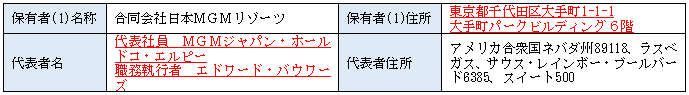 保有者(1)名称
合同会社日本ＭＧＭリゾーツ
保有者(1)住所
東京都千代田区大手町1-1-1
大手町パークビルディング６階
代表者名
代表社員　ＭＧＭジャパン・ホール
ドコ・エルピー
職務執行者　エドワード・バウワー
ズ
代表者住所
アメリカ合衆国ネバダ州89118、ラスベ
ガス、サウス・レインボー・ブールバー
ド6385、スイート500